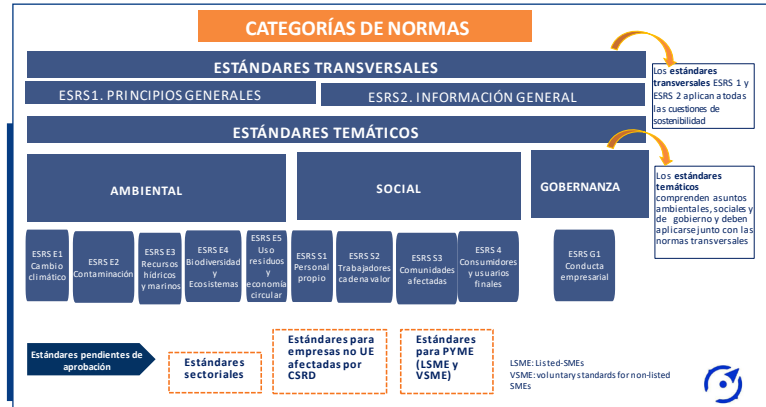 CATEGORÍAS DE NORMAS
ESTÁNDARES TRANSVERSALES
ESRS1. PRINCIPIOS GENERALES
ESRS2. INFORMACIÓN GENERAL
Los estándares
transversales ESRS 1 y
ESRS 2 aplican a todas
las cuestiones de
sostenibilidad
ESTÁNDARES TEMÁTICOS
AMBIENTAL
SOCIAL
GOBERNANZA
Los estándares
temáticos
comprenden asuntos
ambientales, sociales y
de gobierno y deben
aplicarse junto con las
normas transversales
ESRS E1
Cambio
climático
ESRS E2
Contaminación
ESRS E3
Recursos
hídricos
y marinos
ESRS E4
Biodiversidad
y
Ecosistemas
ESRS E5
Uso
residuos y
economía
circular
ESRS S1
Personal
propio
ESRS S2
Trabajadores
cadena valor
ESRS S3
Comunidades
afectadas
ESRS 4
Consumidores
y usuarios
finales
ESRS G1
Conducta
empresarial
Estándares pendientes de
aprobación
Estándares
sectoriales
Estándares para
empresas no UE
afectadas por
CSRD
Estándares
para PYME
(LSME y
VSME)
LSME: Listed-SMEs
VSME: voluntary standards for non-listed
SMEs